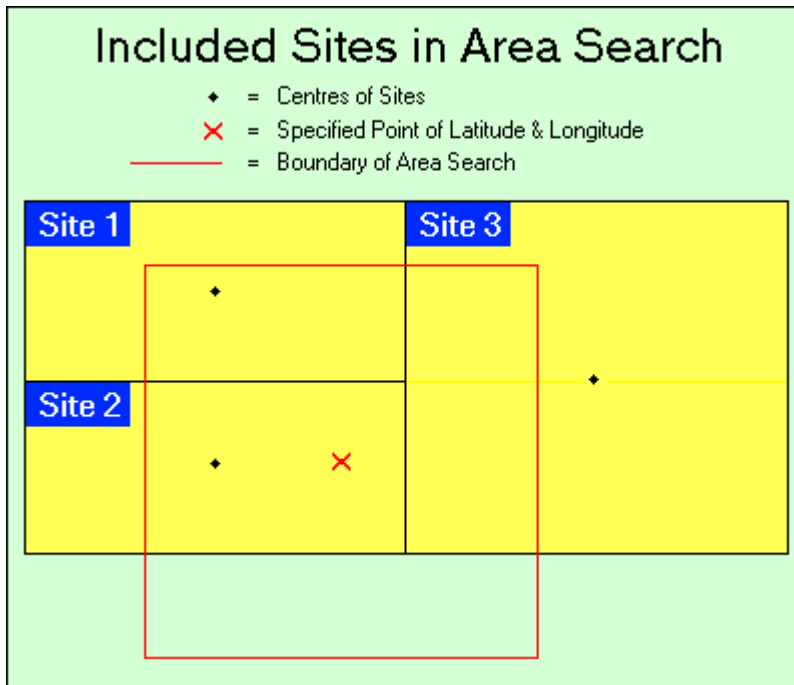 Included Sites in Area Search
= Centres of Sites
= Specified Point of Latitude & Longitude
= Boundary of Area Search
Site 1
Site 3
Site 2